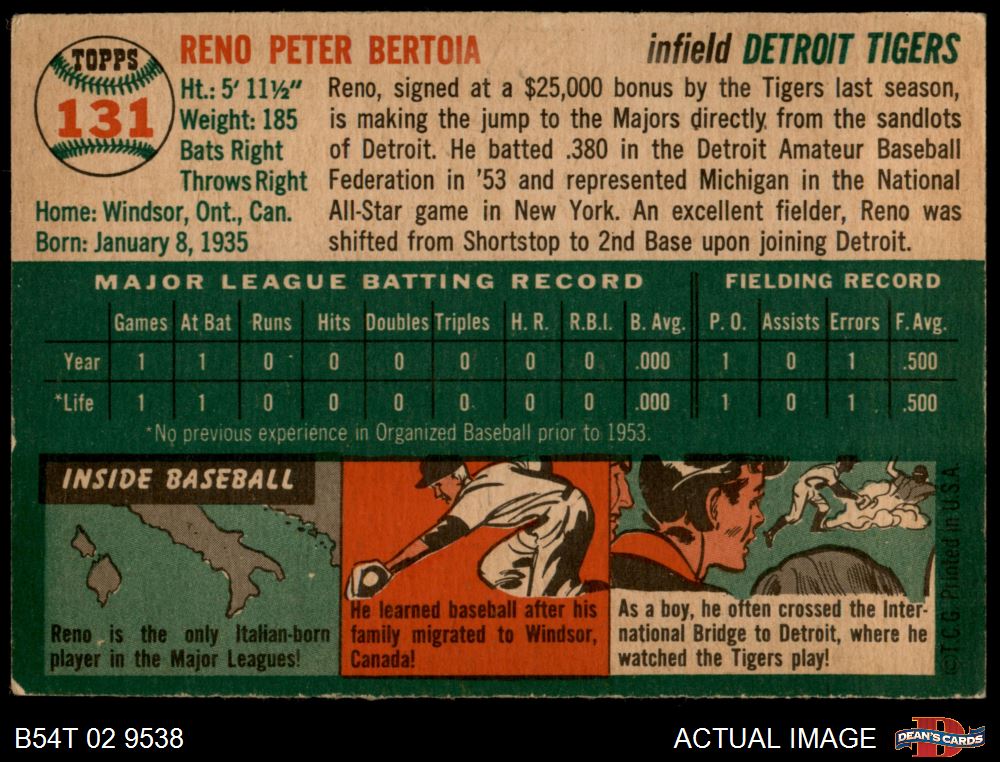 TOPPS
131
RENO PETER BERTOIA
infield DETROIT TIGERS
Ht.: 5' 11½"
Weight: 185
Bats Right
Throws Right
Home: Windsor, Ont., Can.
Born: January 8, 1935
Reno, signed at a $25,000 bonus by the Tigers last season,
is making the jump to the Majors directly from the sandlots
of Detroit. He batted .380 in the Detroit Amateur Baseball
Federation in '53 and represented Michigan in the National
All-Star game in New York. An excellent fielder, Reno was
shifted from Shortstop to 2nd Base upon joining Detroit.
MAJOR LEAGUE BATTING RECORD FIELDING RECORD
Games At Bat Runs Hits Doubles Triples H. R. R.B.I. B. Avg. P. O. Assists Errors F. Avg.
Year 1 1 0 0 0 0 0 0 .000 1 0 1 .500
*Life 1 1 0 0 0 0 0 0 .000 1 0 1 .500
*No previous experience in Organized Baseball prior to 1953.
INSIDE BASEBALL
Reno is the only Italian-born
player in the Major Leagues!
He learned baseball after his
family migrated to Windsor,
Canada!
As a boy, he often crossed the Inter-
national Bridge to Detroit, where he
watched the Tigers play!
©T.C.G. Printed in U.S.A.
B54T 02 9538
ACTUAL IMAGE
DEAN'S CARDS